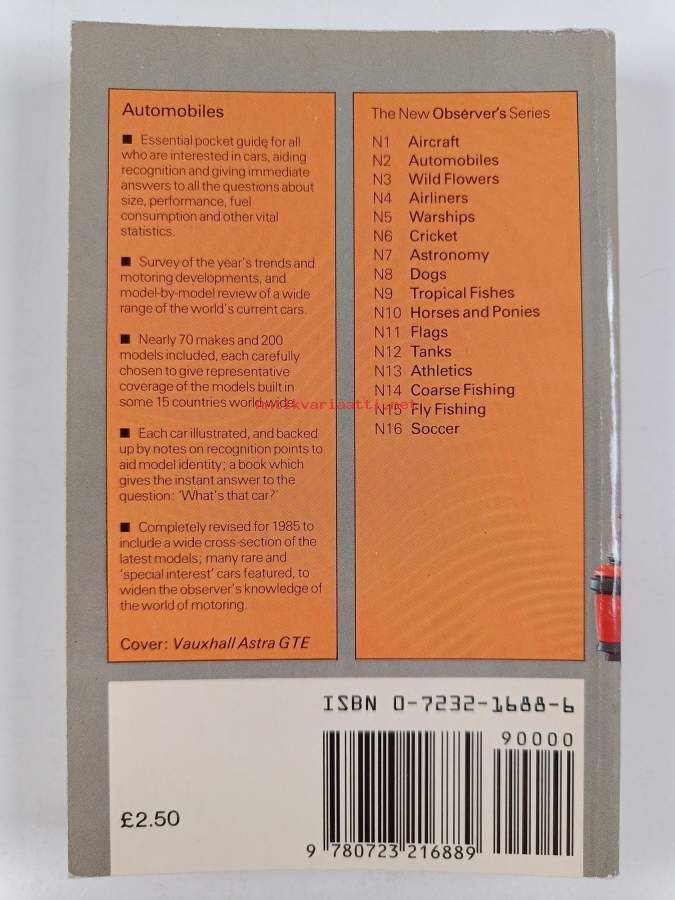 Automobiles
■ Essential pocket guide for all
who are interested in cars, aiding
recognition and giving immediate
answers to all the questions about
size, performance, fuel
consumption and other vital
statistics.
■ Survey of the year's trends and
motoring developments, and
model-by-model review of a wide
range of the world's current cars.
■ Nearly 70 makes and 200
models included, each carefully
chosen to give representative
coverage of the models built in
some 15 countries worldwide.
■ Each car illustrated, and backed
up by notes on recognition points to
aid model identity; a book which
gives the instant answer to the
question: 'What's that car?'
■ Completely revised for 1985 to
include a wide cross-section of the
latest models; many rare and
'special interest' cars featured, to
widen the observer's knowledge of
the world of motoring.
Cover: Vauxhall Astra GTE
The New Observer's Series
N1 Aircraft
N2 Automobiles
N3 Wild Flowers
N4 Airliners
N5 Warships
N6 Cricket
N7 Astronomy
N8 Dogs
N9 Tropical Fishes
N10 Horses and Ponies
N11 Flags
N12 Tanks
N13 Athletics
N14 Coarse Fishing
N15 Fly Fishing
N16 Soccer
Antikvariaatti.net
ISBN 0-7232-1688-6
90000
£2.50
9 780723 216889